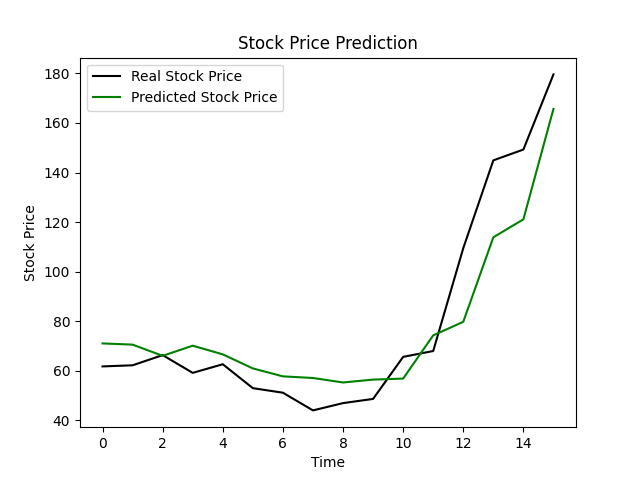 Stock Price Prediction
Real Stock Price
Predicted Stock Price
180
160
140
120
100
80
60
40
Stock Price
0 2 4 6 8 10 12 14
Time